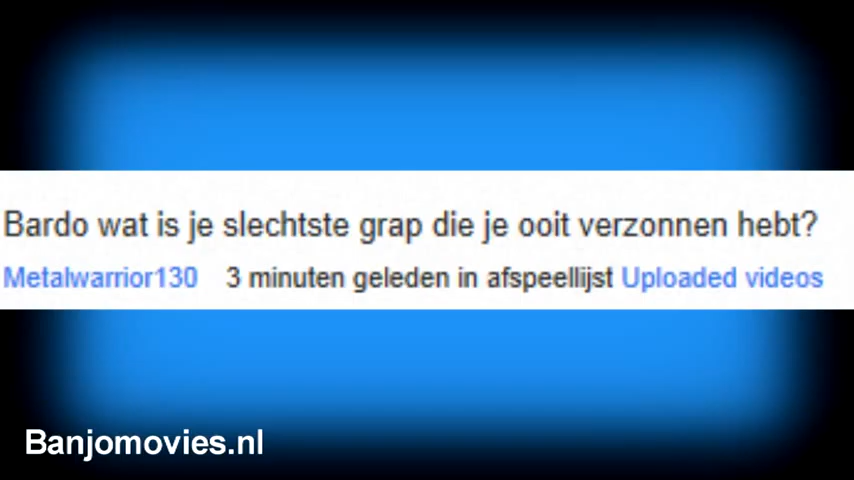 Bardo wat is je slechtste grap die je ooit verzonnen hebt?
Metalwarrior130 3 minuten geleden in afspeellijst Uploaded videos
Banjomovies.nl